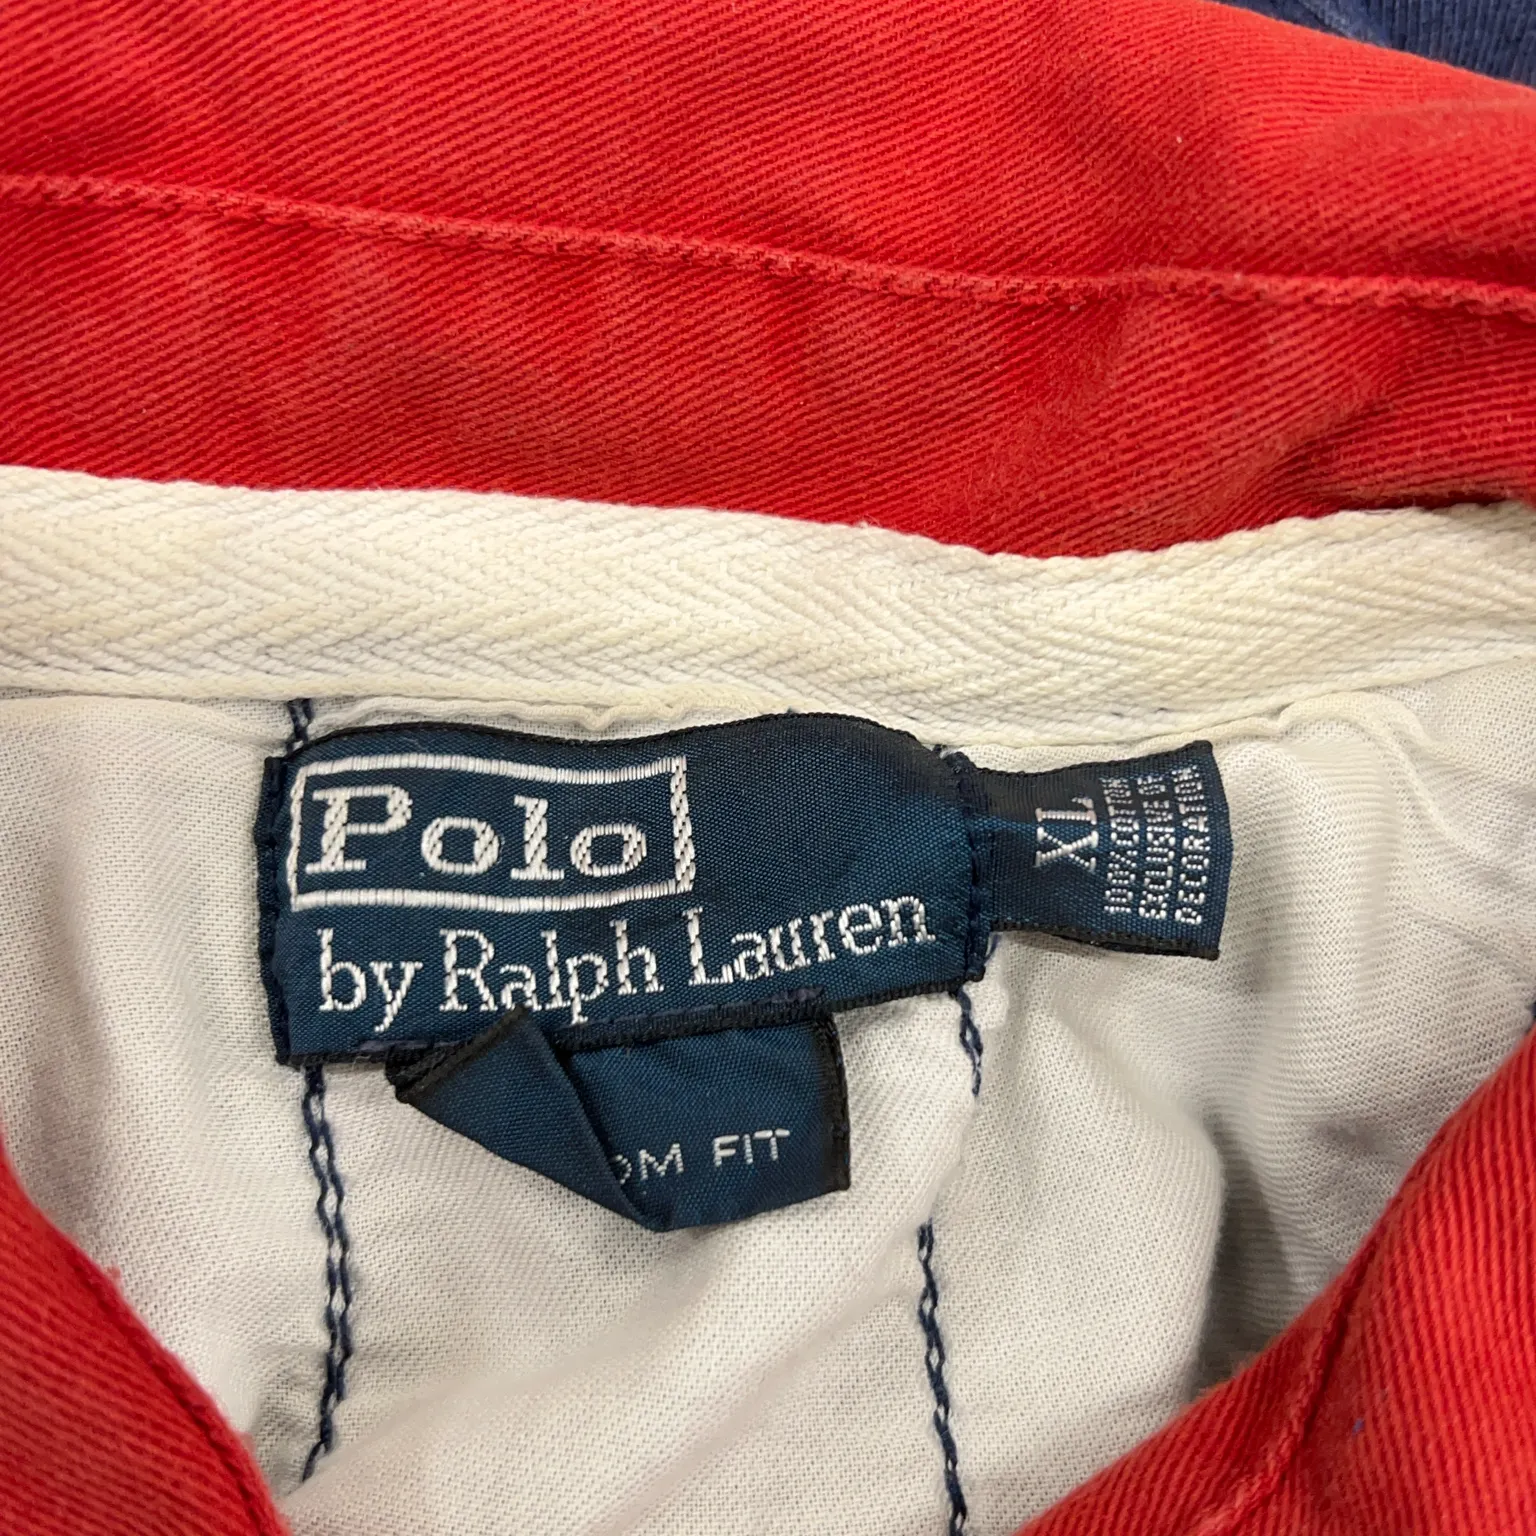 Polo
by Ralph Lauren
XL
100% COTTON
EXCLUSIVE OF
DECORATION
OM FIT